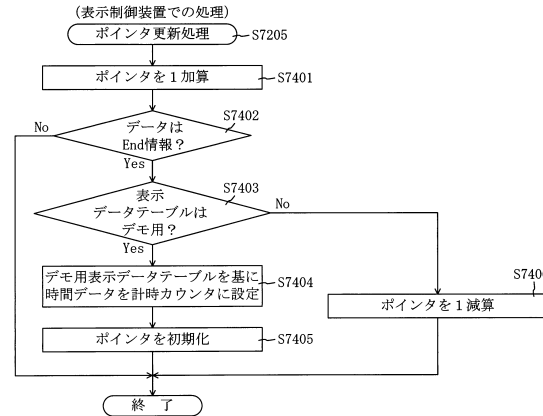 (表示制御装置での処理)
ポインタ更新処理
S7205
ポインタを1加算
S7401
データは
End情報?
S7402
No
Yes
表示
データテーブルは
デモ用?
S7403
No
Yes
デモ用表示データテーブルを基に
時間データを計時カウンタに設定
S7404
ポインタを1減算
ポインタを初期化
S7405
終 了